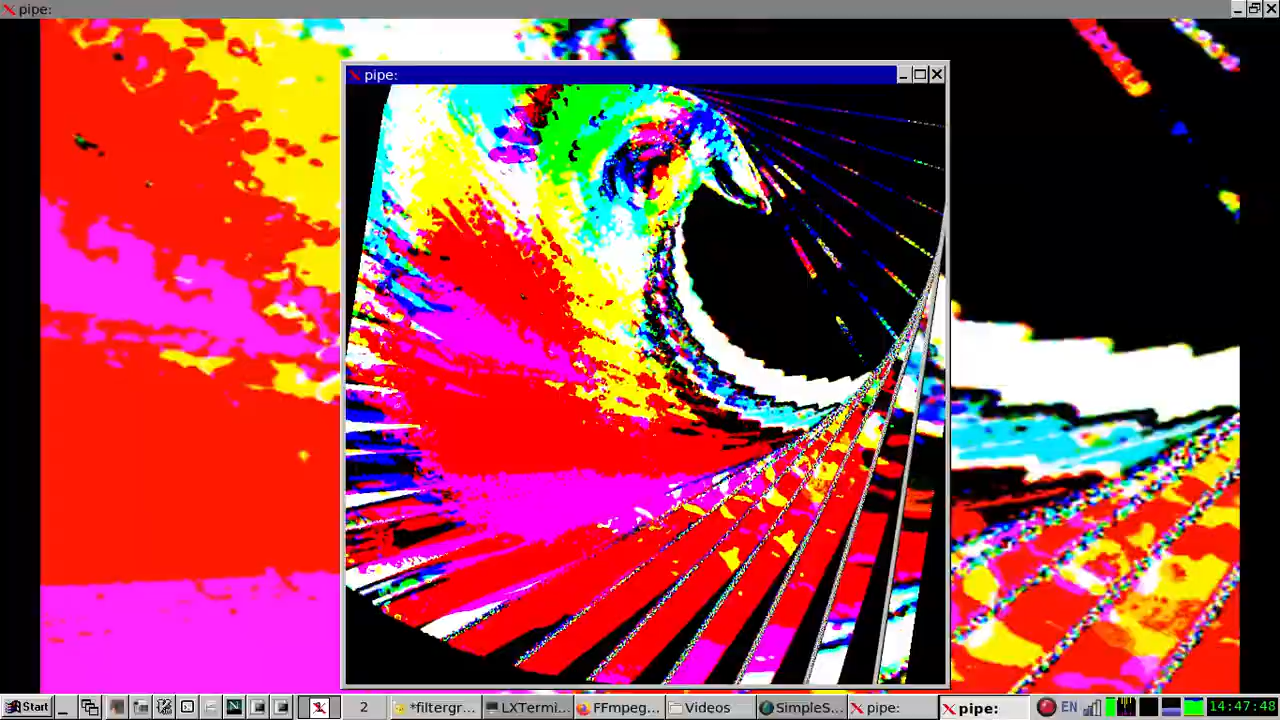 pipe:
pipe:
Start
2
*filtergr...
LXTermi...
FFmpeg...
Videos
SimpleS...
pipe:
pipe:
EN
14:47:48